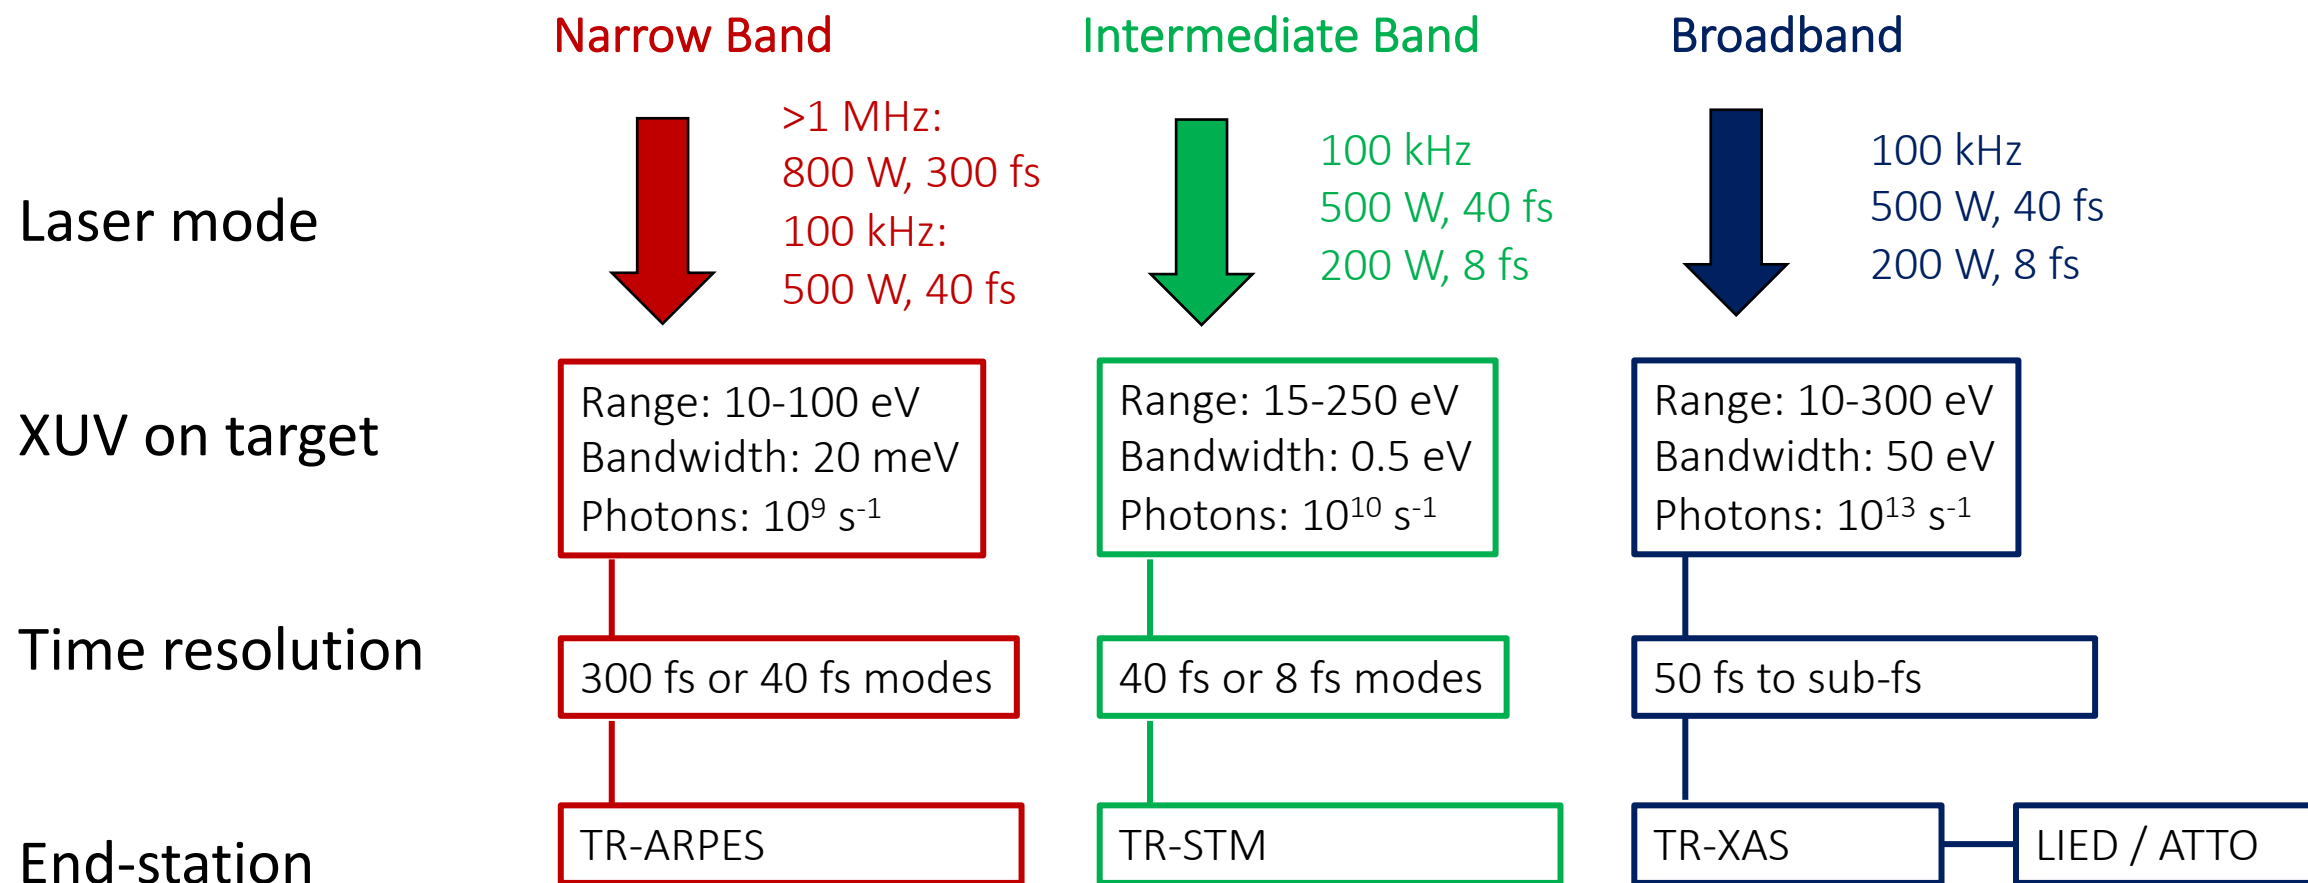 Narrow Band
Intermediate Band
Broadband
Laser mode
>1 MHz:
800 W, 300 fs
100 kHz:
500 W, 40 fs
100 kHz
500 W, 40 fs
200 W, 8 fs
100 kHz
500 W, 40 fs
200 W, 8 fs
XUV on target
Range: 10-100 eV
Bandwidth: 20 meV
Photons: 10⁹ s⁻¹
Range: 15-250 eV
Bandwidth: 0.5 eV
Photons: 10¹⁰ s⁻¹
Range: 10-300 eV
Bandwidth: 50 eV
Photons: 10¹³ s⁻¹
Time resolution
300 fs or 40 fs modes
40 fs or 8 fs modes
50 fs to sub-fs
End-station
TR-ARPES
TR-STM
TR-XAS
LIED / ATTO